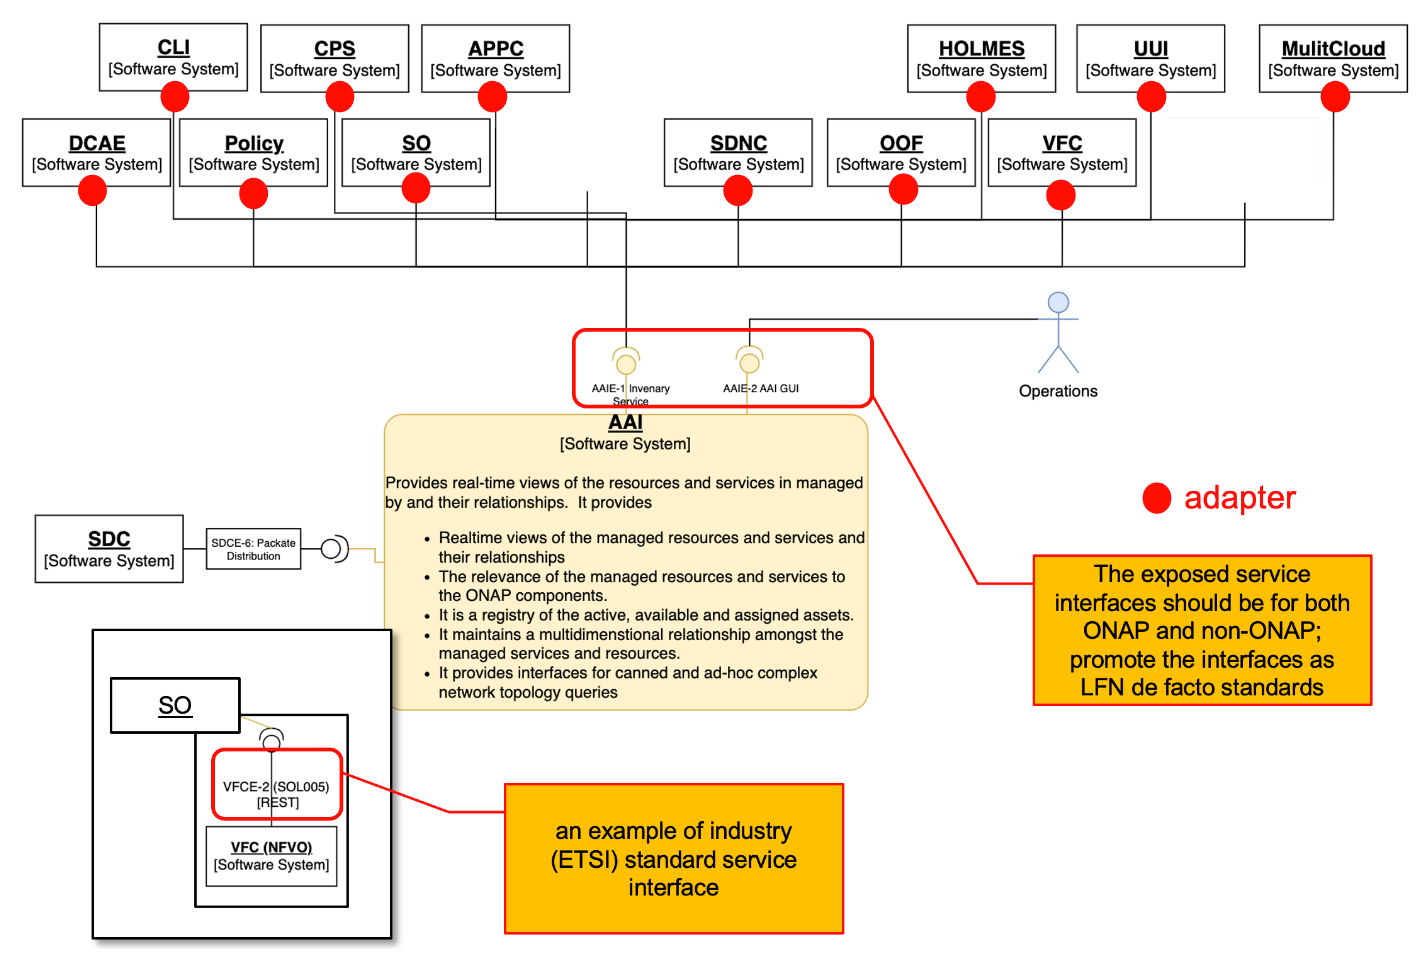 CLI
[Software System]
CPS
[Software System]
APPC
[Software System]
HOLMES
[Software System]
UUI
[Software System]
MulitCloud
[Software System]
DCAE
[Software System]
Policy
[Software System]
SO
[Software System]
SDNC
[Software System]
OOF
[Software System]
VFC
[Software System]
Operations
AAIE-1 Invenary
Service
AAIE-2 AAI GUI
AAI
[Software System]
Provides real-time views of the resources and services in managed
by and their relationships. It provides
• Realtime views of the managed resources and services and
their relationships
• The relevance of the managed resources and services to
the ONAP components.
• It is a registry of the active, available and assigned assets.
• It maintains a multidimenstional relationship amongst the
managed services and resources.
• It provides interfaces for canned and ad-hoc complex
network topology queries
SDC
[Software System]
SDCE-6: Packate
Distribution
adapter
The exposed service
interfaces should be for both
ONAP and non-ONAP;
promote the interfaces as
LFN de facto standards
SO
VFCE-2 (SOL005)
[REST]
VFC (NFVO)
[Software System]
an example of industry
(ETSI) standard service
interface